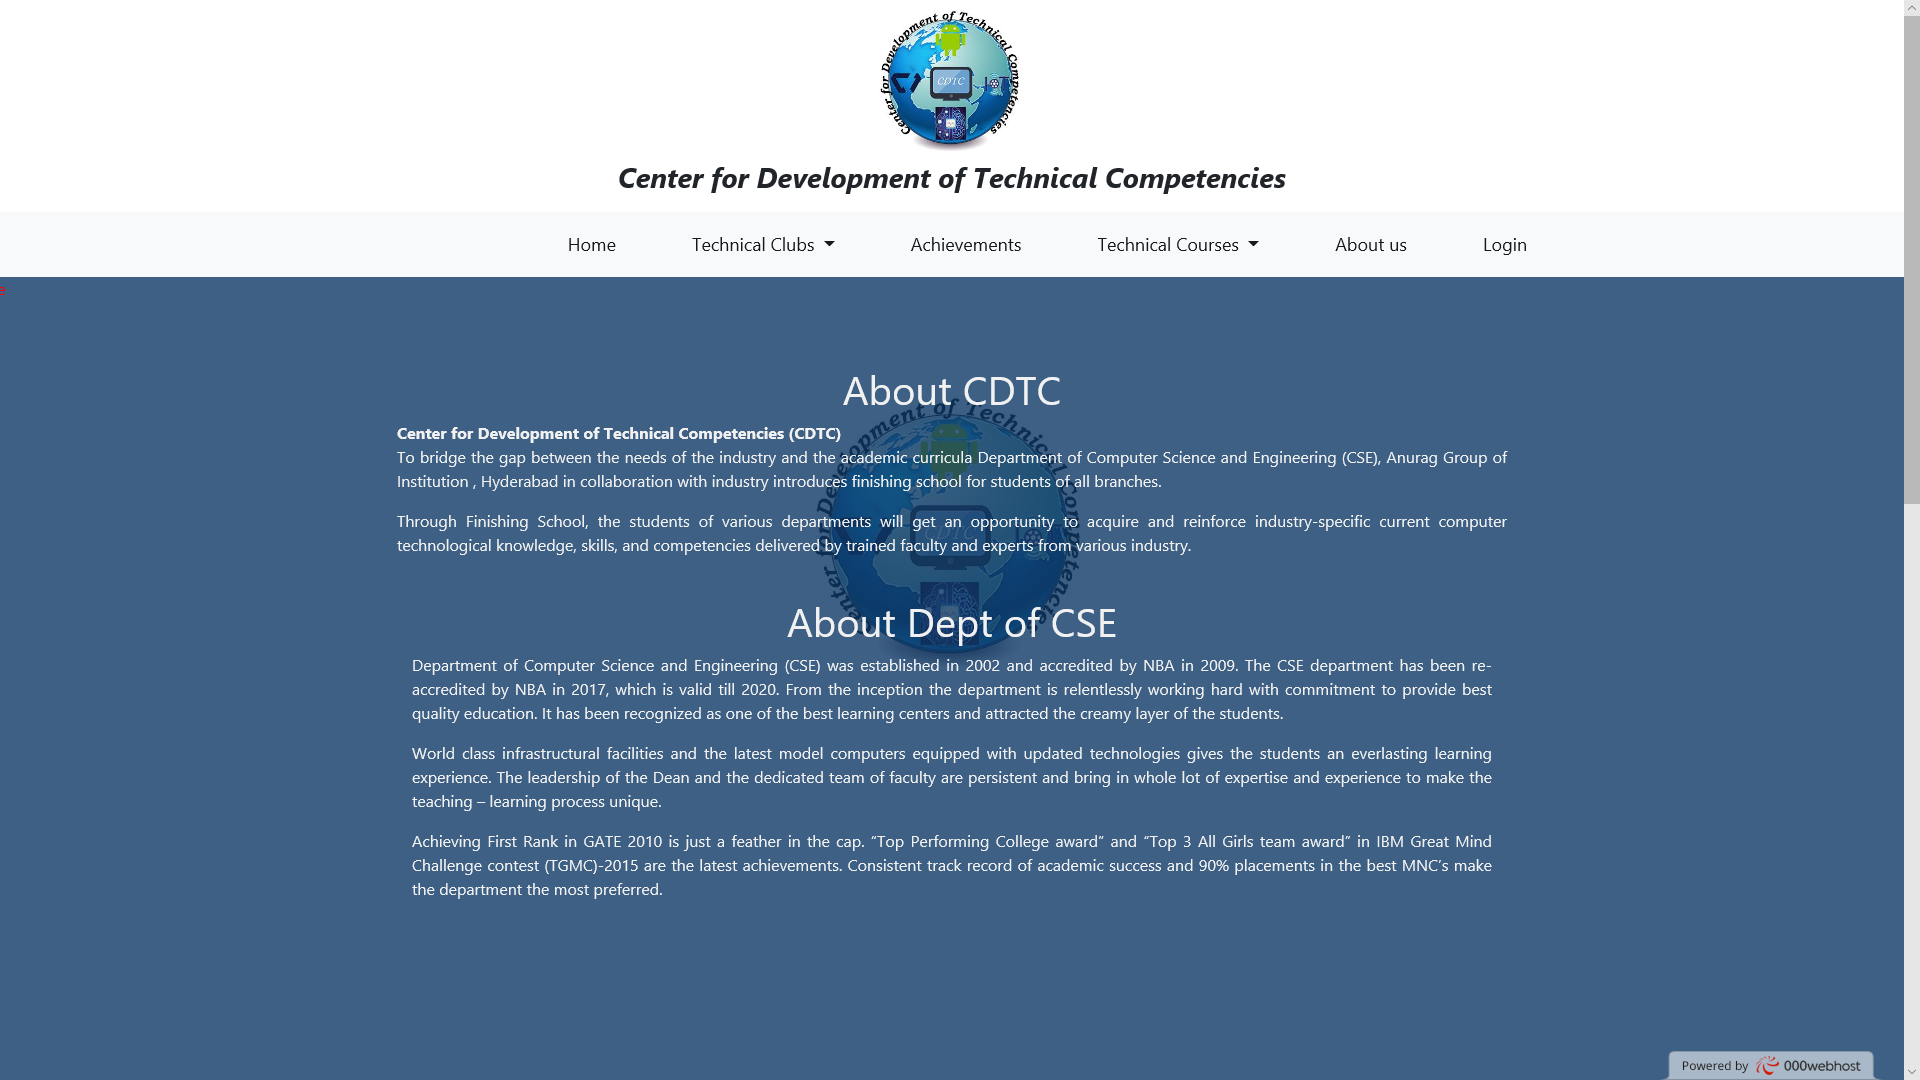 Center for Development of Technical Competencies
CDTC
Center for Development of Technical Competencies
Home
Technical Clubs
Achievements
Technical Courses
About us
Login
e
About CDTC
Center for Development of Technical Competencies (CDTC)
To bridge the gap between the needs of the industry and the academic curricula Department of Computer Science and Engineering (CSE), Anurag Group of
Institution , Hyderabad in collaboration with industry introduces finishing school for students of all branches.
Through Finishing School, the students of various departments will get an opportunity to acquire and reinforce industry-specific current computer
technological knowledge, skills, and competencies delivered by trained faculty and experts from various industry.
Center for Development of Technical Competencies
CDTC
About Dept of CSE
Department of Computer Science and Engineering (CSE) was established in 2002 and accredited by NBA in 2009. The CSE department has been re-
accredited by NBA in 2017, which is valid till 2020. From the inception the department is relentlessly working hard with commitment to provide best
quality education. It has been recognized as one of the best learning centers and attracted the creamy layer of the students.
World class infrastructural facilities and the latest model computers equipped with updated technologies gives the students an everlasting learning
experience. The leadership of the Dean and the dedicated team of faculty are persistent and bring in whole lot of expertise and experience to make the
teaching – learning process unique.
Achieving First Rank in GATE 2010 is just a feather in the cap. “Top Performing College award” and “Top 3 All Girls team award” in IBM Great Mind
Challenge contest (TGMC)-2015 are the latest achievements. Consistent track record of academic success and 90% placements in the best MNC’s make
the department the most preferred.
Powered by 000webhost